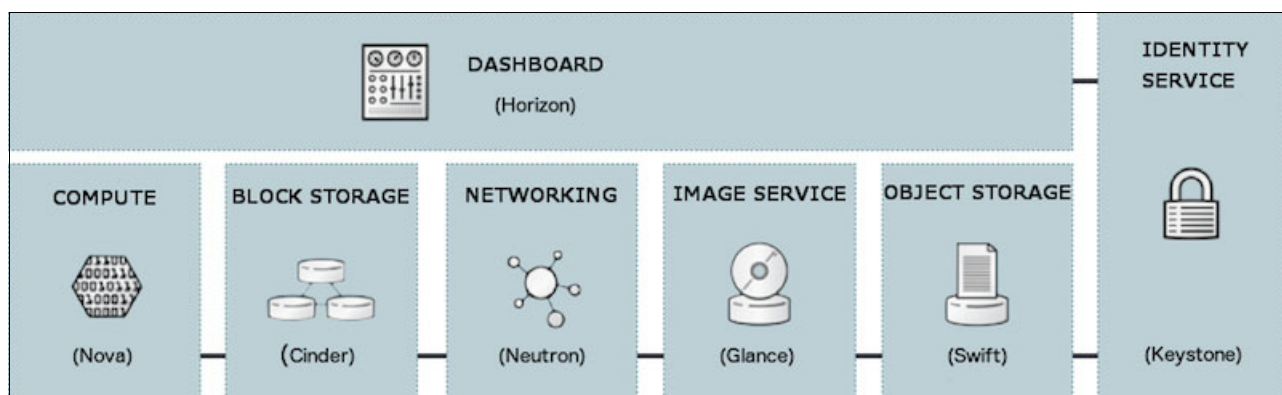 DASHBOARD
(Horizon)
IDENTITY
SERVICE
(Keystone)
COMPUTE
(Nova)
BLOCK STORAGE
(Cinder)
NETWORKING
(Neutron)
IMAGE SERVICE
(Glance)
OBJECT STORAGE
(Swift)